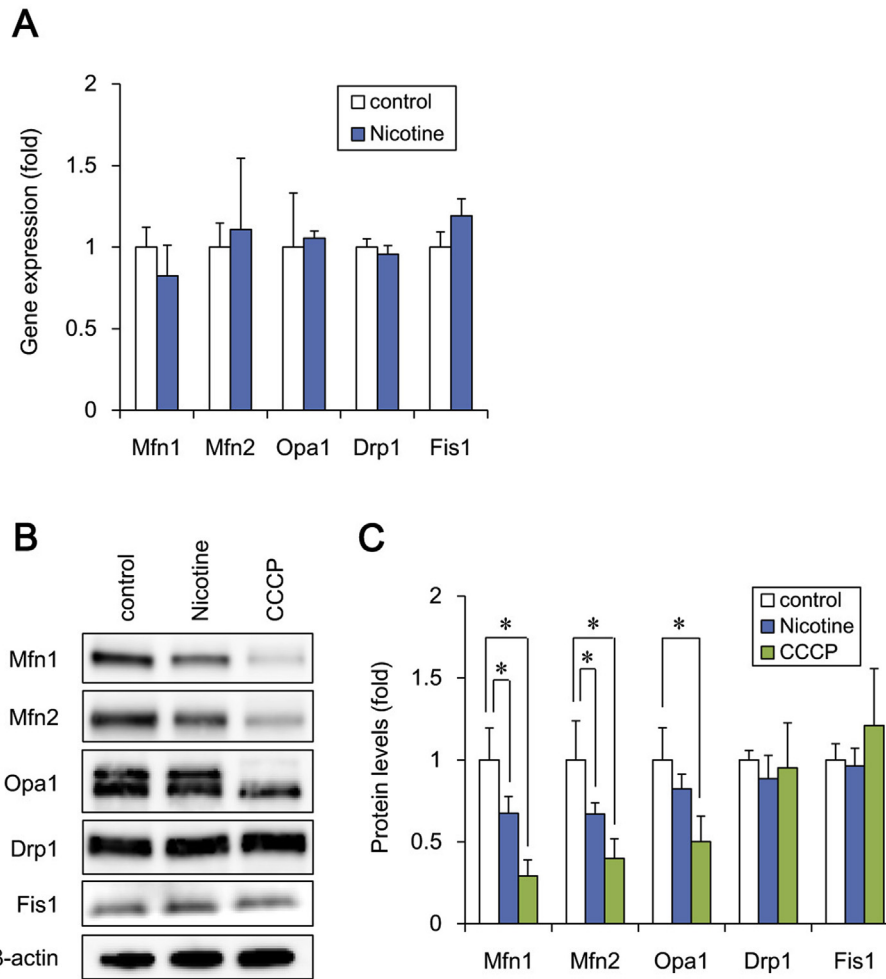 A
2
1.5
1
0.5
0
Gene expression (fold)
control
Nicotine
Mfn1 Mfn2 Opa1 Drp1 Fis1
B
control Nicotine CCCP
Mfn1
Mfn2
Opa1
Drp1
Fis1
-actin
C
2
1.5
1
0.5
0
Protein levels (fold)
control
Nicotine
CCCP
* * *
* *
Mfn1 Mfn2 Opa1 Drp1 Fis1